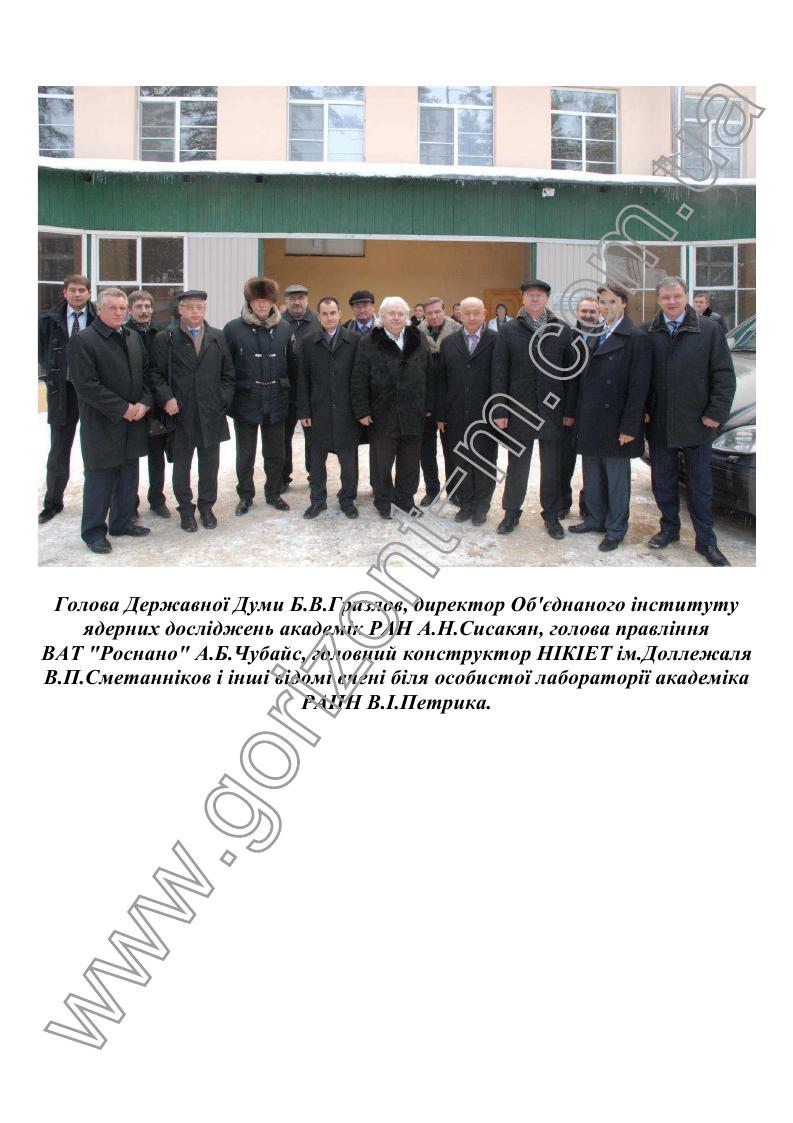 Голова Державної Думи Б.В.Гризлов, директор Об'єднаного інституту
ядерних досліджень академік РАН А.Н.Сисакян, голова правління
ВАТ "Роснано" А.Б.Чубайс, головний конструктор НІКІЕТ ім.Доллежаля
В.П.Сметанніков і інші відомі вчені біля особистої лабораторії академіка
РАПН В.І.Петрика.
www.gorizont-m.com.ua